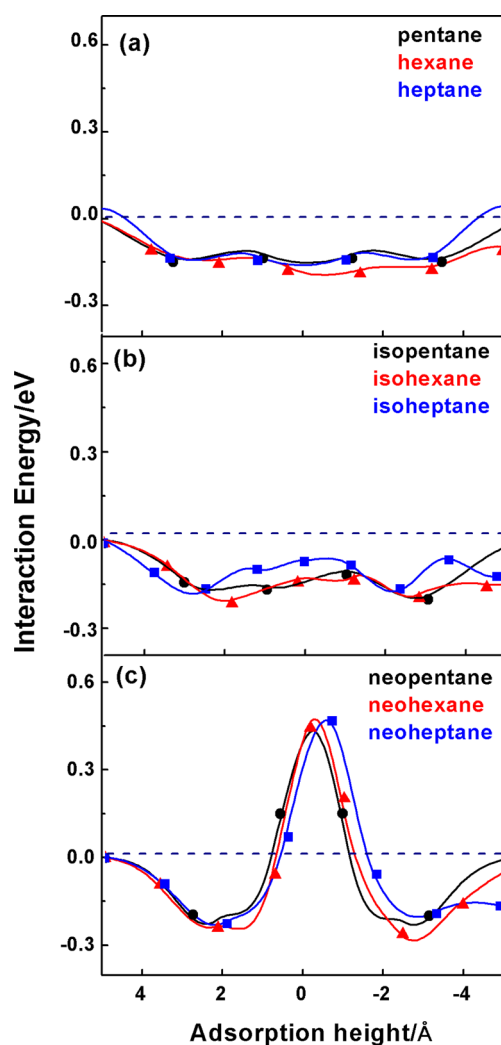 (a)
pentane
hexane
heptane
0.6
0.3
0.0
-0.3
(b)
isopentane
isohexane
isoheptane
0.6
0.3
0.0
-0.3
(c)
neopentane
neohexane
neoheptane
0.6
0.3
0.0
-0.3
4 2 0 -2 -4
Interaction Energy/eV
Adsorption height/Å